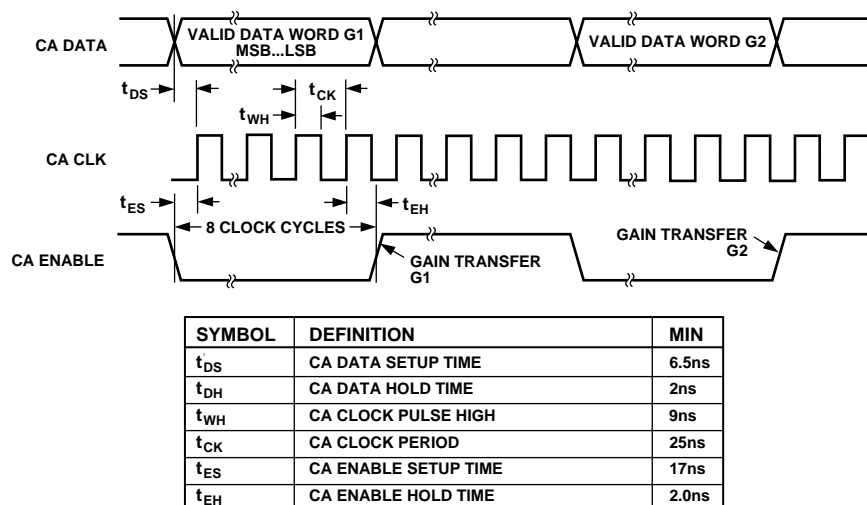 CA DATA
VALID DATA WORD G1
MSB...LSB
VALID DATA WORD G2
tDS
tCK
tWH
CA CLK
tES
8 CLOCK CYCLES
tEH
CA ENABLE
GAIN TRANSFER
G1
GAIN TRANSFER
G2
SYMBOL DEFINITION MIN
tDS CA DATA SETUP TIME 6.5ns
tDH CA DATA HOLD TIME 2ns
tWH CA CLOCK PULSE HIGH 9ns
tCK CA CLOCK PERIOD 25ns
tES CA ENABLE SETUP TIME 17ns
tEH CA ENABLE HOLD TIME 2.0ns